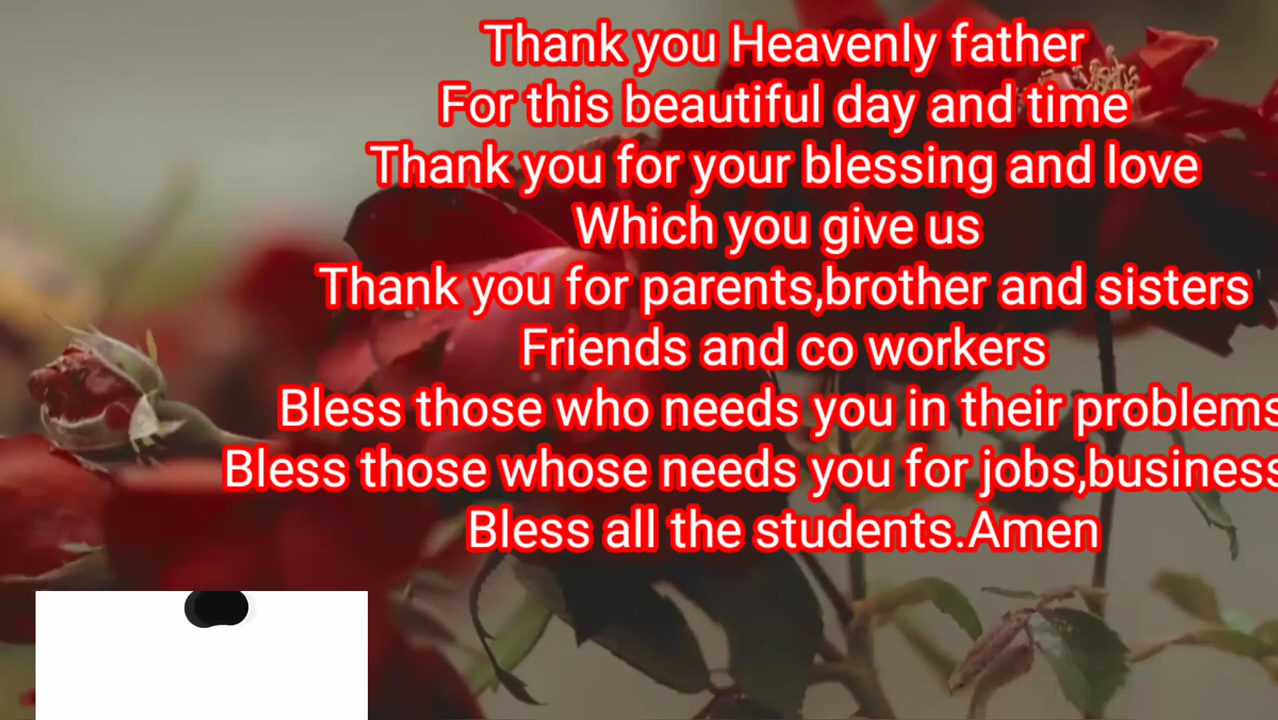 Thank you Heavenly father
For this beautiful day and time
Thank you for your blessing and love
Which you give us
Thank you for parents,brother and sisters
Friends and co workers
Bless those who needs you in their problems
Bless those whose needs you for jobs,business
Bless all the students.Amen